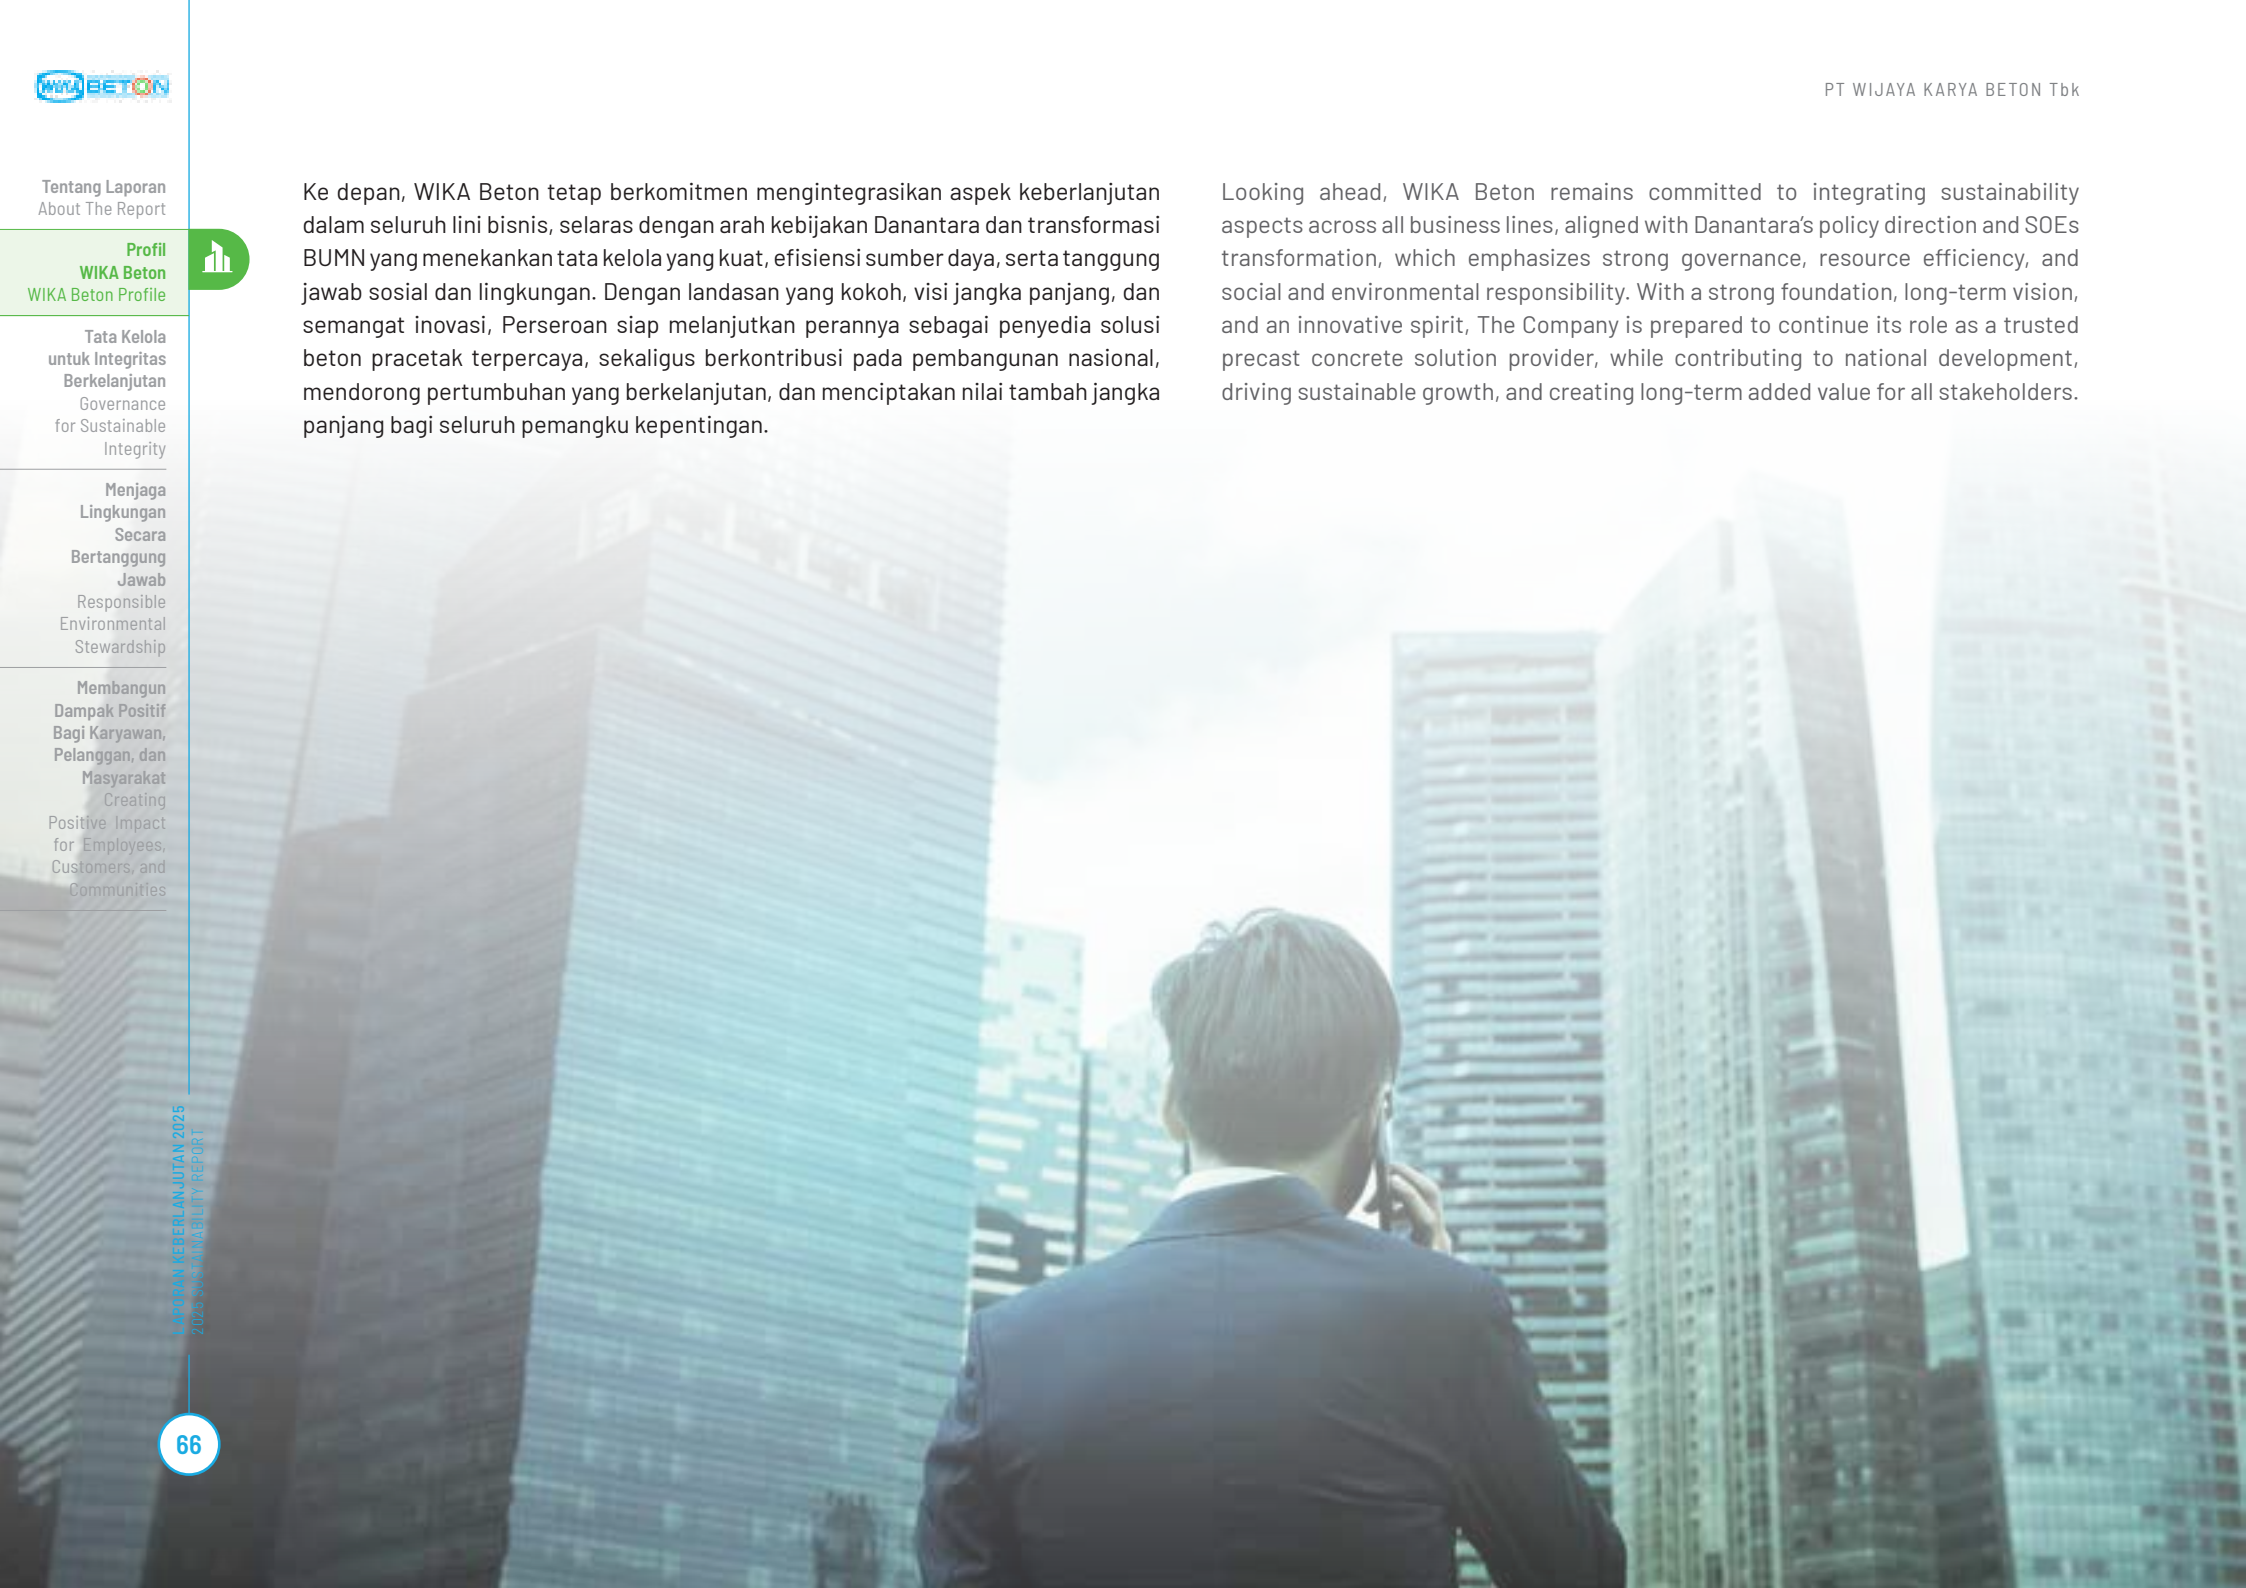 WIKA BETON
PT WIJAYA KARYA BETON Tbk
Tentang Laporan
About The Report
Profil
WIKA Beton
WIKA Beton Profile
Tata Kelola
untuk Integritas
Berkelanjutan
Governance
for Sustainable
Integrity
Menjaga
Lingkungan
Secara
Bertanggung
Jawab
Responsible
Environmental
Stewardship
Membangun
Dampak Positif
Bagi Karyawan,
Pelanggan, dan
Masyarakat
Creating
Positive Impact
for Employees,
Customers, and
Communities
Ke depan, WIKA Beton tetap berkomitmen mengintegrasikan aspek keberlanjutan
dalam seluruh lini bisnis, selaras dengan arah kebijakan Danantara dan transformasi
BUMN yang menekankan tata kelola yang kuat, efisiensi sumber daya, serta tanggung
jawab sosial dan lingkungan. Dengan landasan yang kokoh, visi jangka panjang, dan
semangat inovasi, Perseroan siap melanjutkan perannya sebagai penyedia solusi
beton pracetak terpercaya, sekaligus berkontribusi pada pembangunan nasional,
mendorong pertumbuhan yang berkelanjutan, dan menciptakan nilai tambah jangka
panjang bagi seluruh pemangku kepentingan.
Looking ahead, WIKA Beton remains committed to integrating sustainability
aspects across all business lines, aligned with Danantara’s policy direction and SOEs
transformation, which emphasizes strong governance, resource efficiency, and
social and environmental responsibility. With a strong foundation, long-term vision,
and an innovative spirit, The Company is prepared to continue its role as a trusted
precast concrete solution provider, while contributing to national development,
driving sustainable growth, and creating long-term added value for all stakeholders.
LAPORAN KEBERLANJUTAN 2025
2025 SUSTAINABILITY REPORT
66